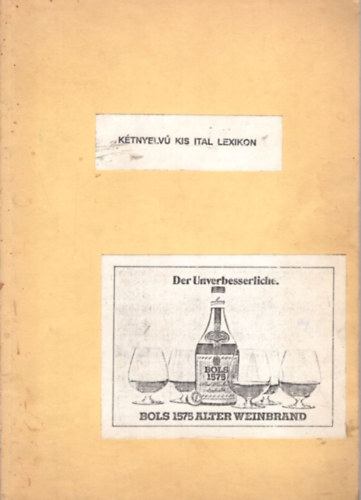 KÉTNYELVŰ KIS ITAL LEXIKON
Der Unverbesserliche.
BOLS
1575
BOLS 1575 ALTER WEINBRAND